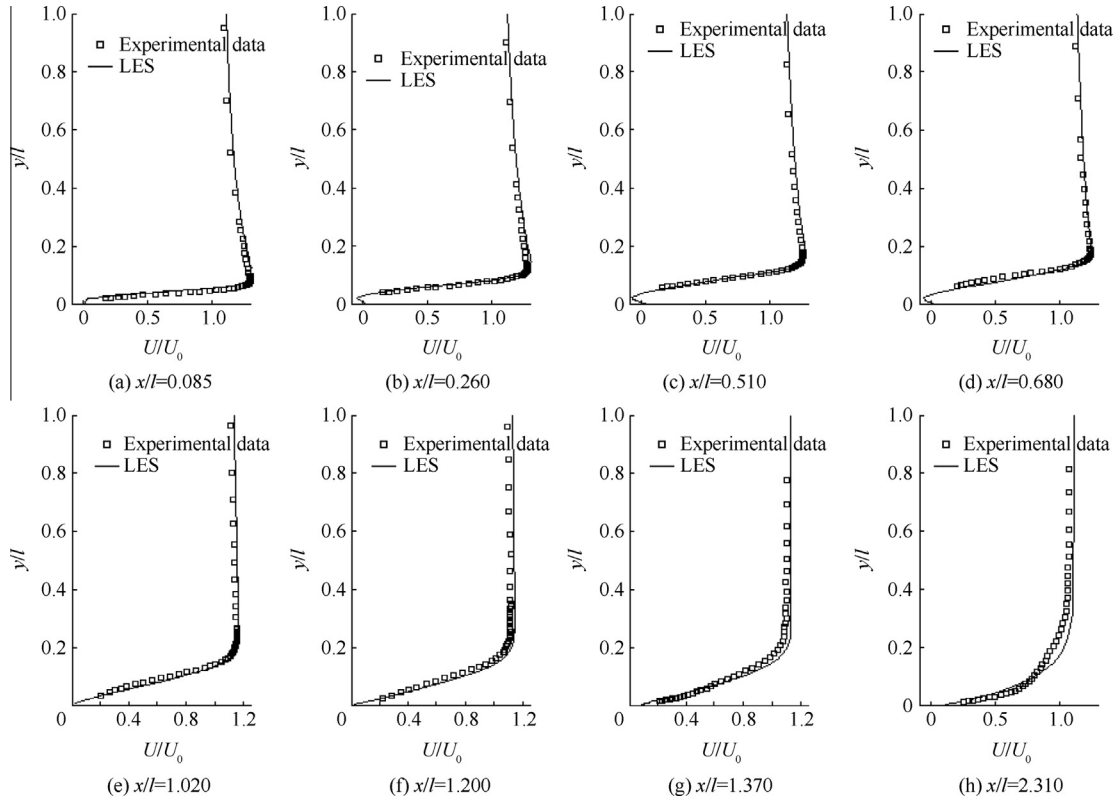 1.0
0.8
0.6
0.4
0.2
0
y/l
Experimental data
LES
0 0.5 1.0
U/U0
(a) x/l=0.085
1.0
0.8
0.6
0.4
0.2
0
y/l
Experimental data
LES
0 0.5 1.0
U/U0
(b) x/l=0.260
1.0
0.8
0.6
0.4
0.2
0
y/l
Experimental data
LES
0 0.5 1.0
U/U0
(c) x/l=0.510
1.0
0.8
0.6
0.4
0.2
0
y/l
Experimental data
LES
0 0.5 1.0
U/U0
(d) x/l=0.680
1.0
0.8
0.6
0.4
0.2
y/l
Experimental data
LES
0 0.4 0.8 1.2
U/U0
(e) x/l=1.020
1.0
0.8
0.6
0.4
0.2
y/l
Experimental data
LES
0 0.4 0.8 1.2
U/U0
(f) x/l=1.200
1.0
0.8
0.6
0.4
0.2
y/l
Experimental data
LES
0 0.4 0.8 1.2
U/U0
(g) x/l=1.370
1.0
0.8
0.6
0.4
0.2
0
y/l
Experimental data
LES
0 0.5 1.0
U/U0
(h) x/l=2.310